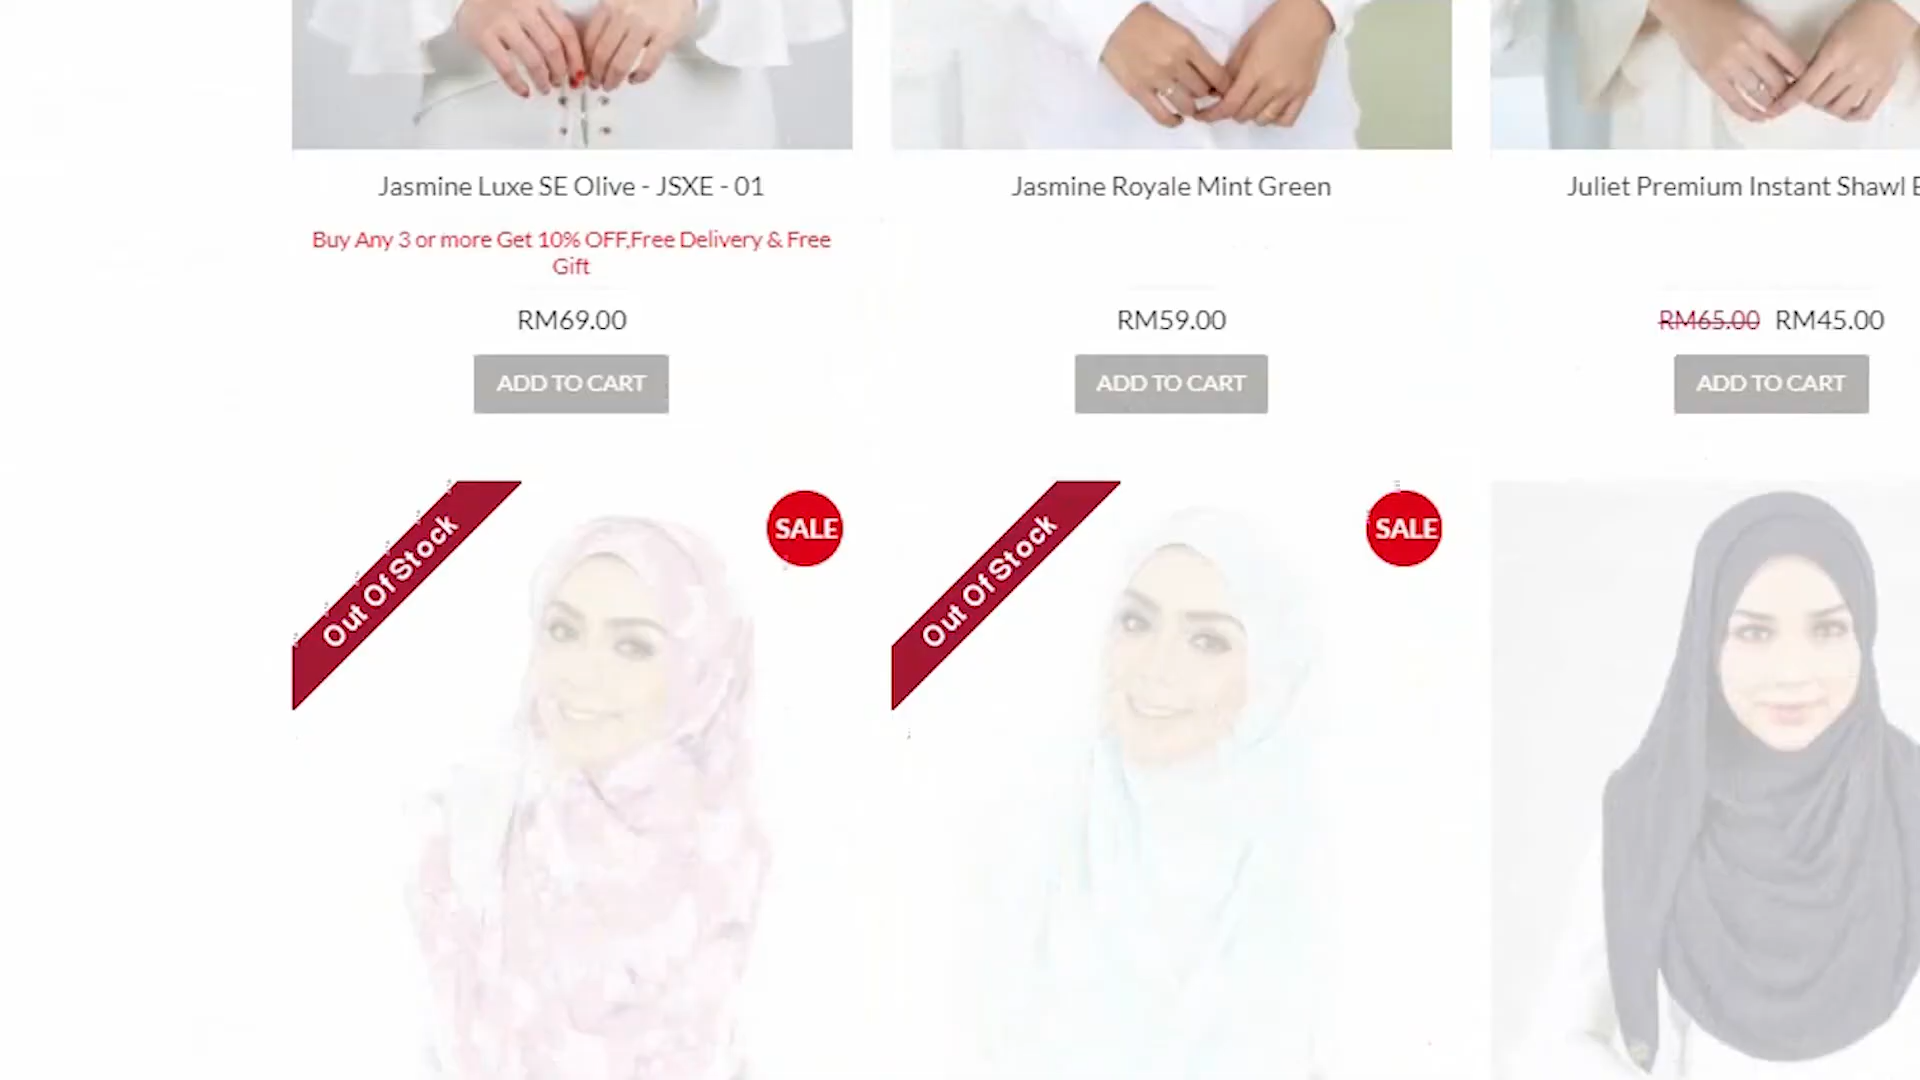 Jasmine Luxe SE Olive - JSXE - 01
Buy Any 3 or more Get 10% OFF,Free Delivery & Free
Gift
RM69.00
ADD TO CART
Jasmine Royale Mint Green
RM59.00
ADD TO CART
Juliet Premium Instant Shawl
RM65.00 RM45.00
ADD TO CART
Out Of Stock
SALE
Out Of Stock
SALE